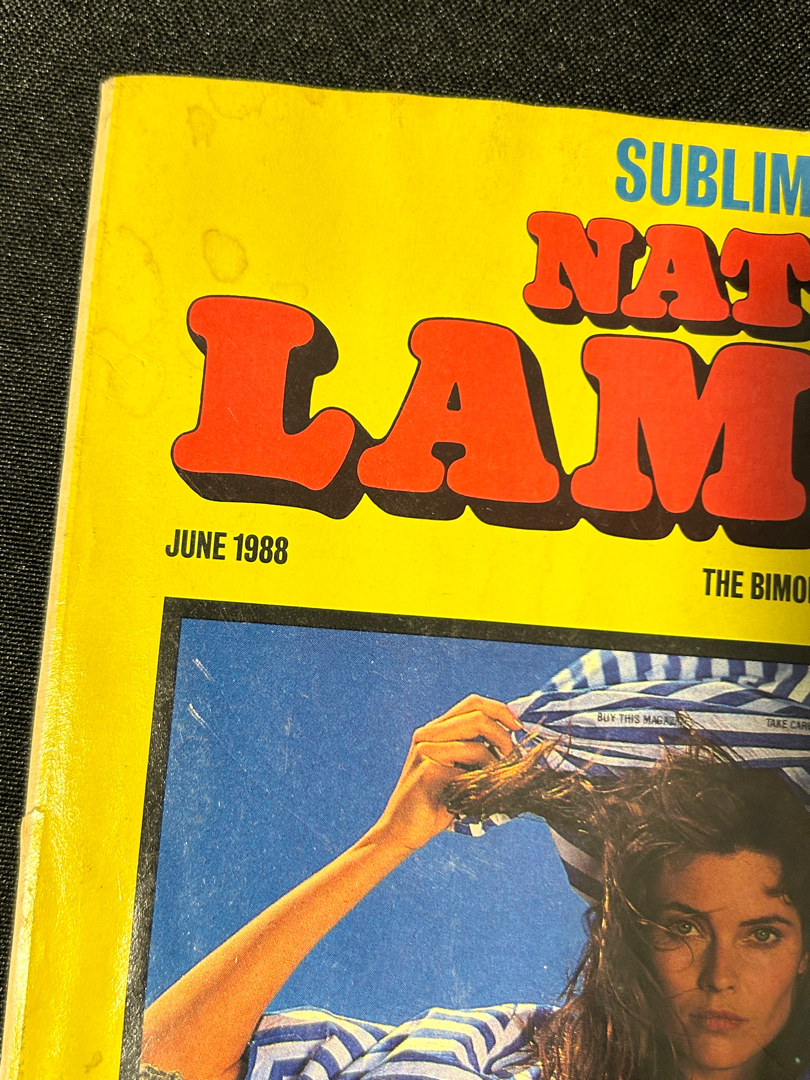 SUBLIM
NAT
LAM
JUNE 1988
THE BIMO
BUY THIS MAGAZ
TAKE CAR